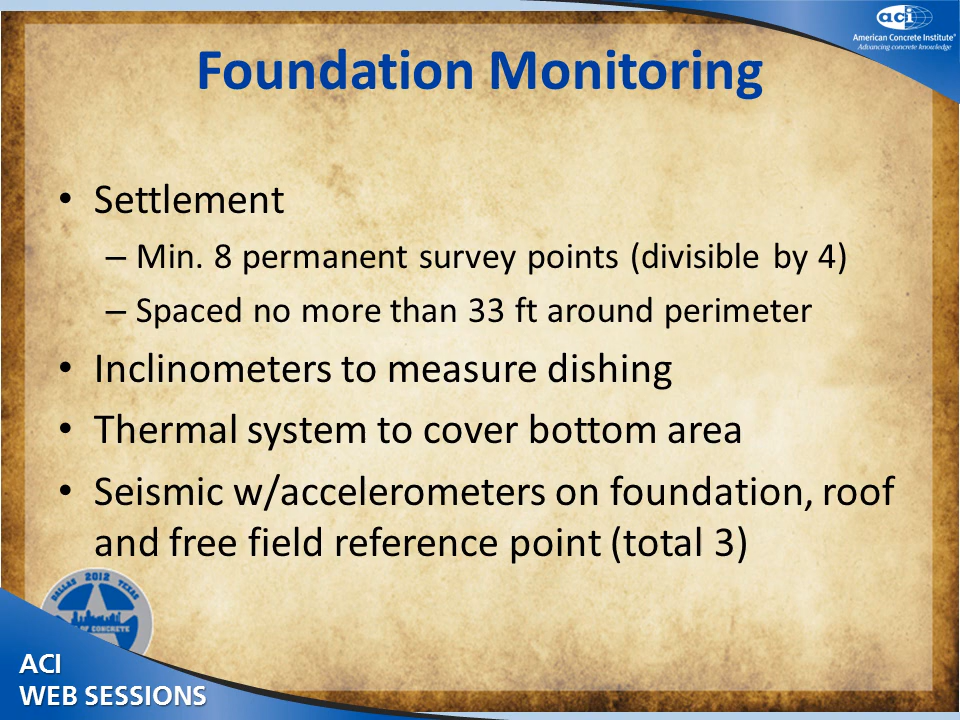 aci
American Concrete Institute®
Advancing concrete knowledge
Foundation Monitoring
• Settlement
– Min. 8 permanent survey points (divisible by 4)
– Spaced no more than 33 ft around perimeter
• Inclinometers to measure dishing
• Thermal system to cover bottom area
• Seismic w/accelerometers on foundation, roof
and free field reference point (total 3)
DALLAS 2012 TEXAS
OF CONCRETE
ACI
WEB SESSIONS